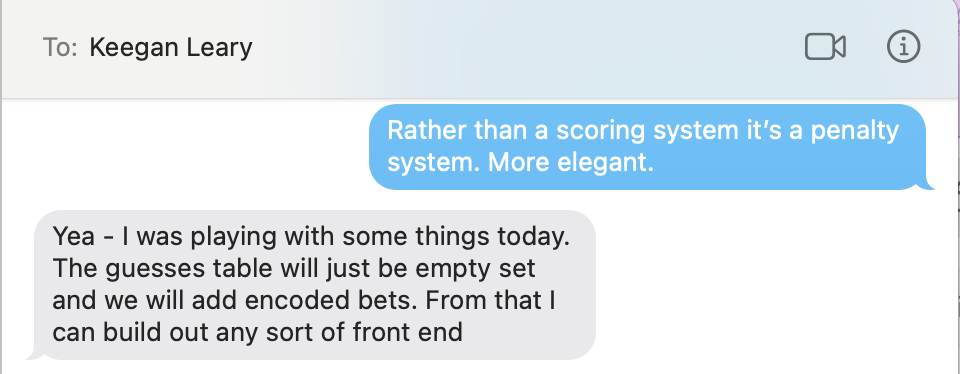 To: Keegan Leary
Rather than a scoring system it’s a penalty
system. More elegant.
Yea - I was playing with some things today.
The guesses table will just be empty set
and we will add encoded bets. From that I
can build out any sort of front end